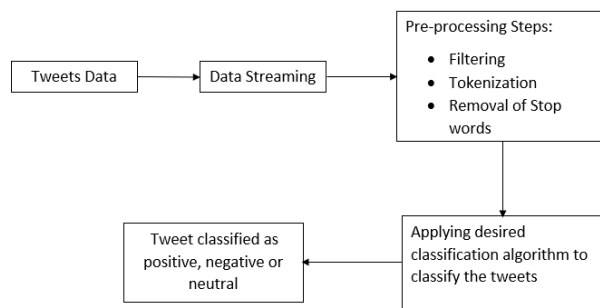 Tweets Data
Data Streaming
Pre-processing Steps:
• Filtering
• Tokenization
• Removal of Stop
words
Applying desired
classification algorithm to
classify the tweets
Tweet classified as
positive, negative or
neutral